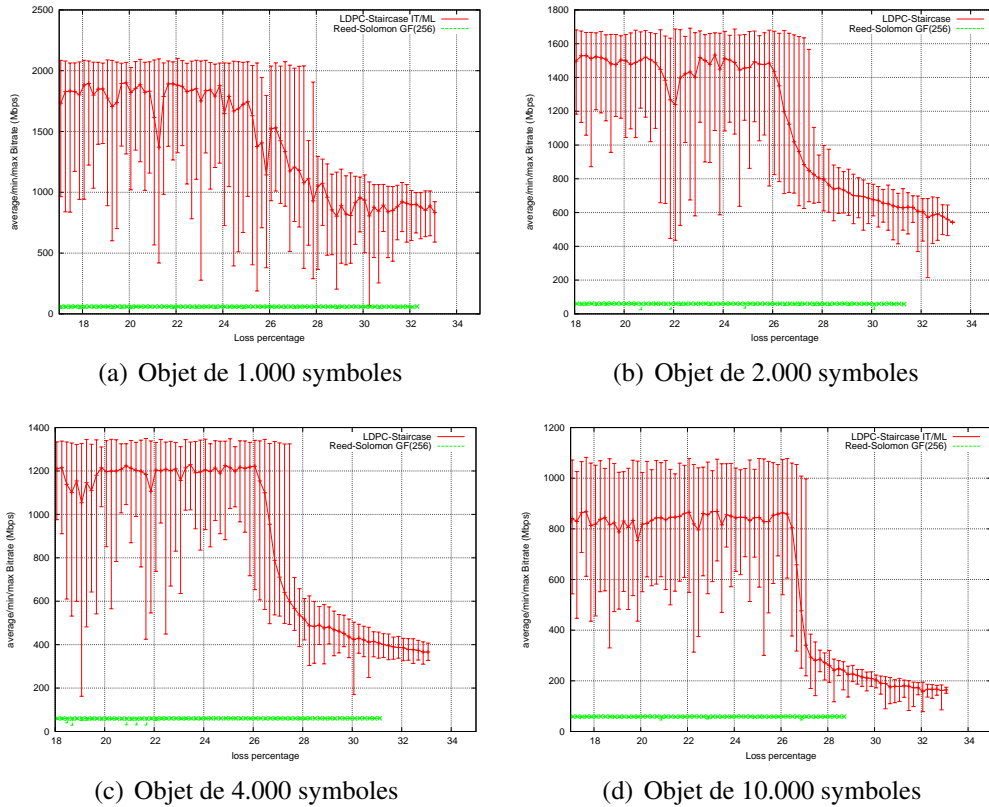 2500
2000
1500
1000
500
0
18 20 22 24 26 28 30 32 34
average/min/max Bitrate (Mbps)
Loss percentage
LDPC-Staircase IT/ML
Reed-Solomon GF(256)
(a) Objet de 1.000 symboles
1800
1600
1400
1200
1000
800
600
400
200
0
18 20 22 24 26 28 30 32 34
average/min/max Bitrate (Mbps)
Loss percentage
LDPC-Staircase
Reed-Solomon GF(256)
(b) Objet de 2.000 symboles
1400
1200
1000
800
600
400
200
0
18 20 22 24 26 28 30 32 34
average/min/max Bitrate (Mbps)
loss percentage
LDPC-Staircase
Reed-Solomon GF(256)
(c) Objet de 4.000 symboles
1200
1000
800
600
400
200
0
18 20 22 24 26 28 30 32 34
average/min/max Bitrate (Mbps)
Loss percentage
LDPC-Staircase IT/ML
Reed-Solomon GF(256)
(d) Objet de 10.000 symboles